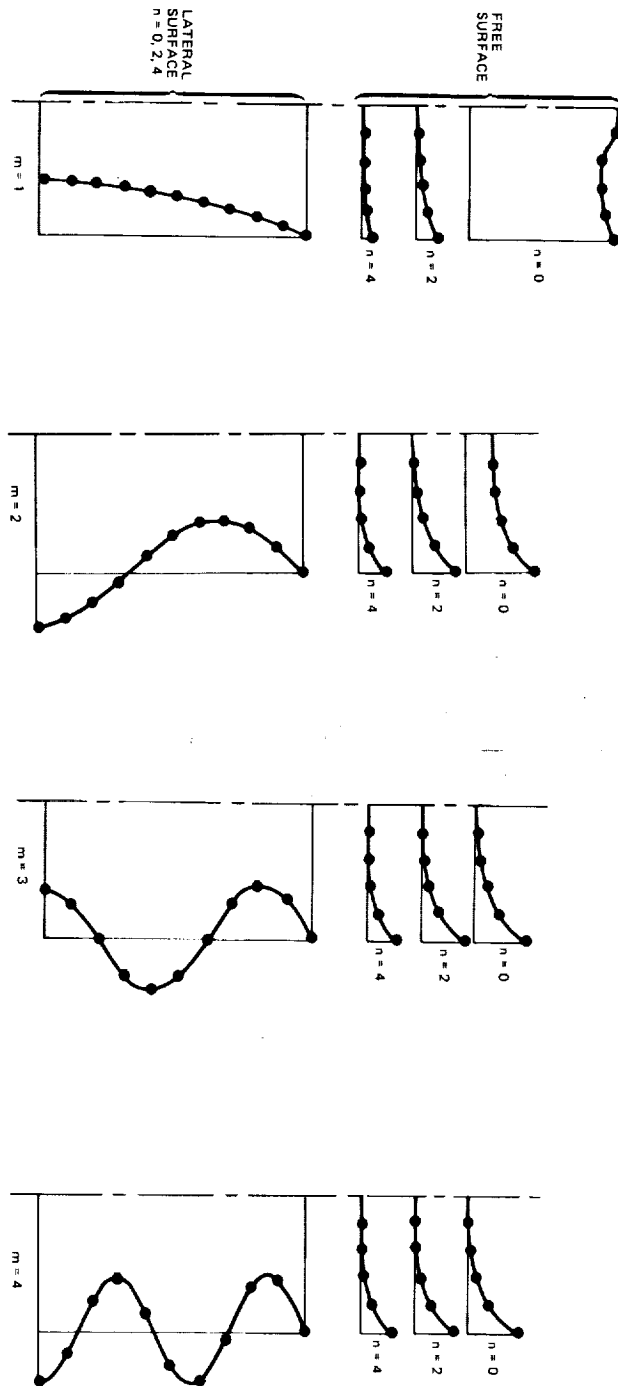 FREE
SURFACE
n = 0
n = 0
n = 0
n = 0
n = 2
n = 2
n = 2
n = 2
n = 4
n = 4
n = 4
n = 4
LATERAL
SURFACE
n = 0, 2, 4
m = 1
m = 2
m = 3
m = 4